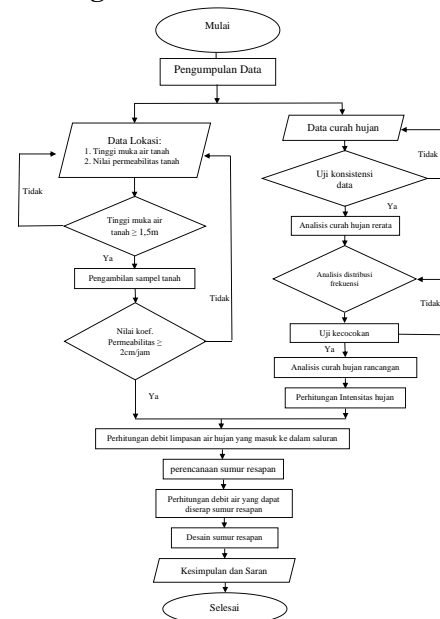 Mulai
Pengumpulan Data
Data Lokasi:
1. Tinggi muka air tanah
2. Nilai permeabilitas tanah
Tidak
Tinggi muka air
tanah ≥ 1,5m
Ya
Pengambilan sampel tanah
Tidak
Nilai koef.
Permeabilitas ≥
2cm/jam
Ya
Data curah hujan
Tidak
Uji konsistensi
data
Ya
Analisis curah hujan rerata
Analisis distribusi
frekuensi
Tidak
Uji kecocokan
Ya
Analisis curah hujan rancangan
Perhitungan Intensitas hujan
Perhitungan debit limpasan air hujan yang masuk ke dalam saluran
perencanaan sumur resapan
Perhitungan debit air yang dapat
diserap sumur resapan
Desain sumur resapan
Kesimpulan dan Saran
Selesai